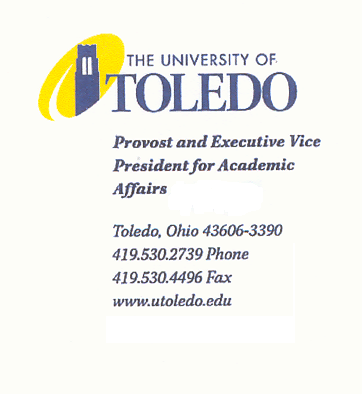 THE UNIVERSITY OF
TOLEDO
Provost and Executive Vice
President for Academic
Affairs
Toledo, Ohio 43606-3390
419.530.2739 Phone
419.530.4496 Fax
www.utoledo.edu